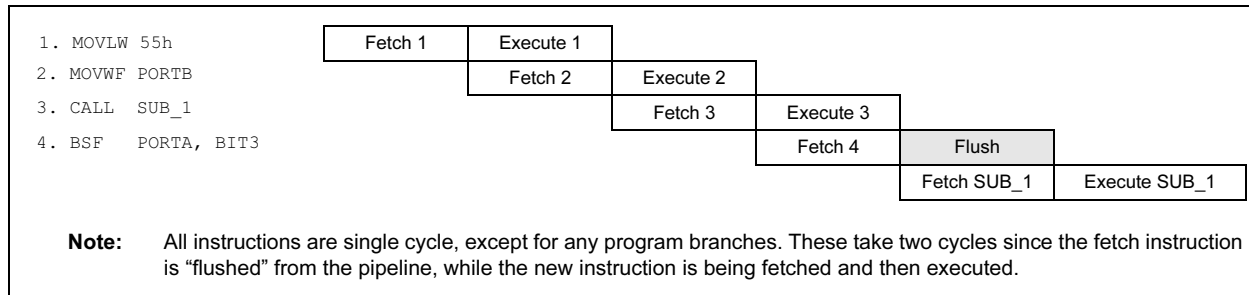 1. MOVLW 55h Fetch 1 Execute 1
2. MOVWF PORTB Fetch 2 Execute 2
3. CALL SUB_1 Fetch 3 Execute 3
4. BSF PORTA, BIT3 Fetch 4 Flush
Fetch SUB_1 Execute SUB_1
Note: All instructions are single cycle, except for any program branches. These take two cycles since the fetch instruction
is “flushed” from the pipeline, while the new instruction is being fetched and then executed.